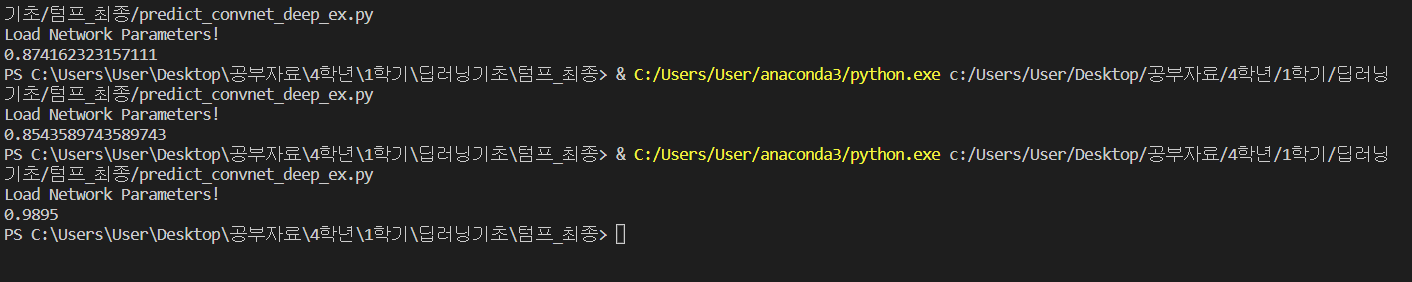 기초/텀프_최종/predict_convnet_deep_ex.py
Load Network Parameters!
0.874162323157111
PS C:\Users\User\Desktop\공부자료\4학년\1학기\딥러닝기초\텀프_최종> & C:/Users/User/anaconda3/python.exe c:/Users/User/Desktop/공부자료/4학년/1학기/딥러닝
기초/텀프_최종/predict_convnet_deep_ex.py
Load Network Parameters!
0.8543589743589743
PS C:\Users\User\Desktop\공부자료\4학년\1학기\딥러닝기초\텀프_최종> & C:/Users/User/anaconda3/python.exe c:/Users/User/Desktop/공부자료/4학년/1학기/딥러닝
기초/텀프_최종/predict_convnet_deep_ex.py
Load Network Parameters!
0.9895
PS C:\Users\User\Desktop\공부자료\4학년\1학기\딥러닝기초\텀프_최종>